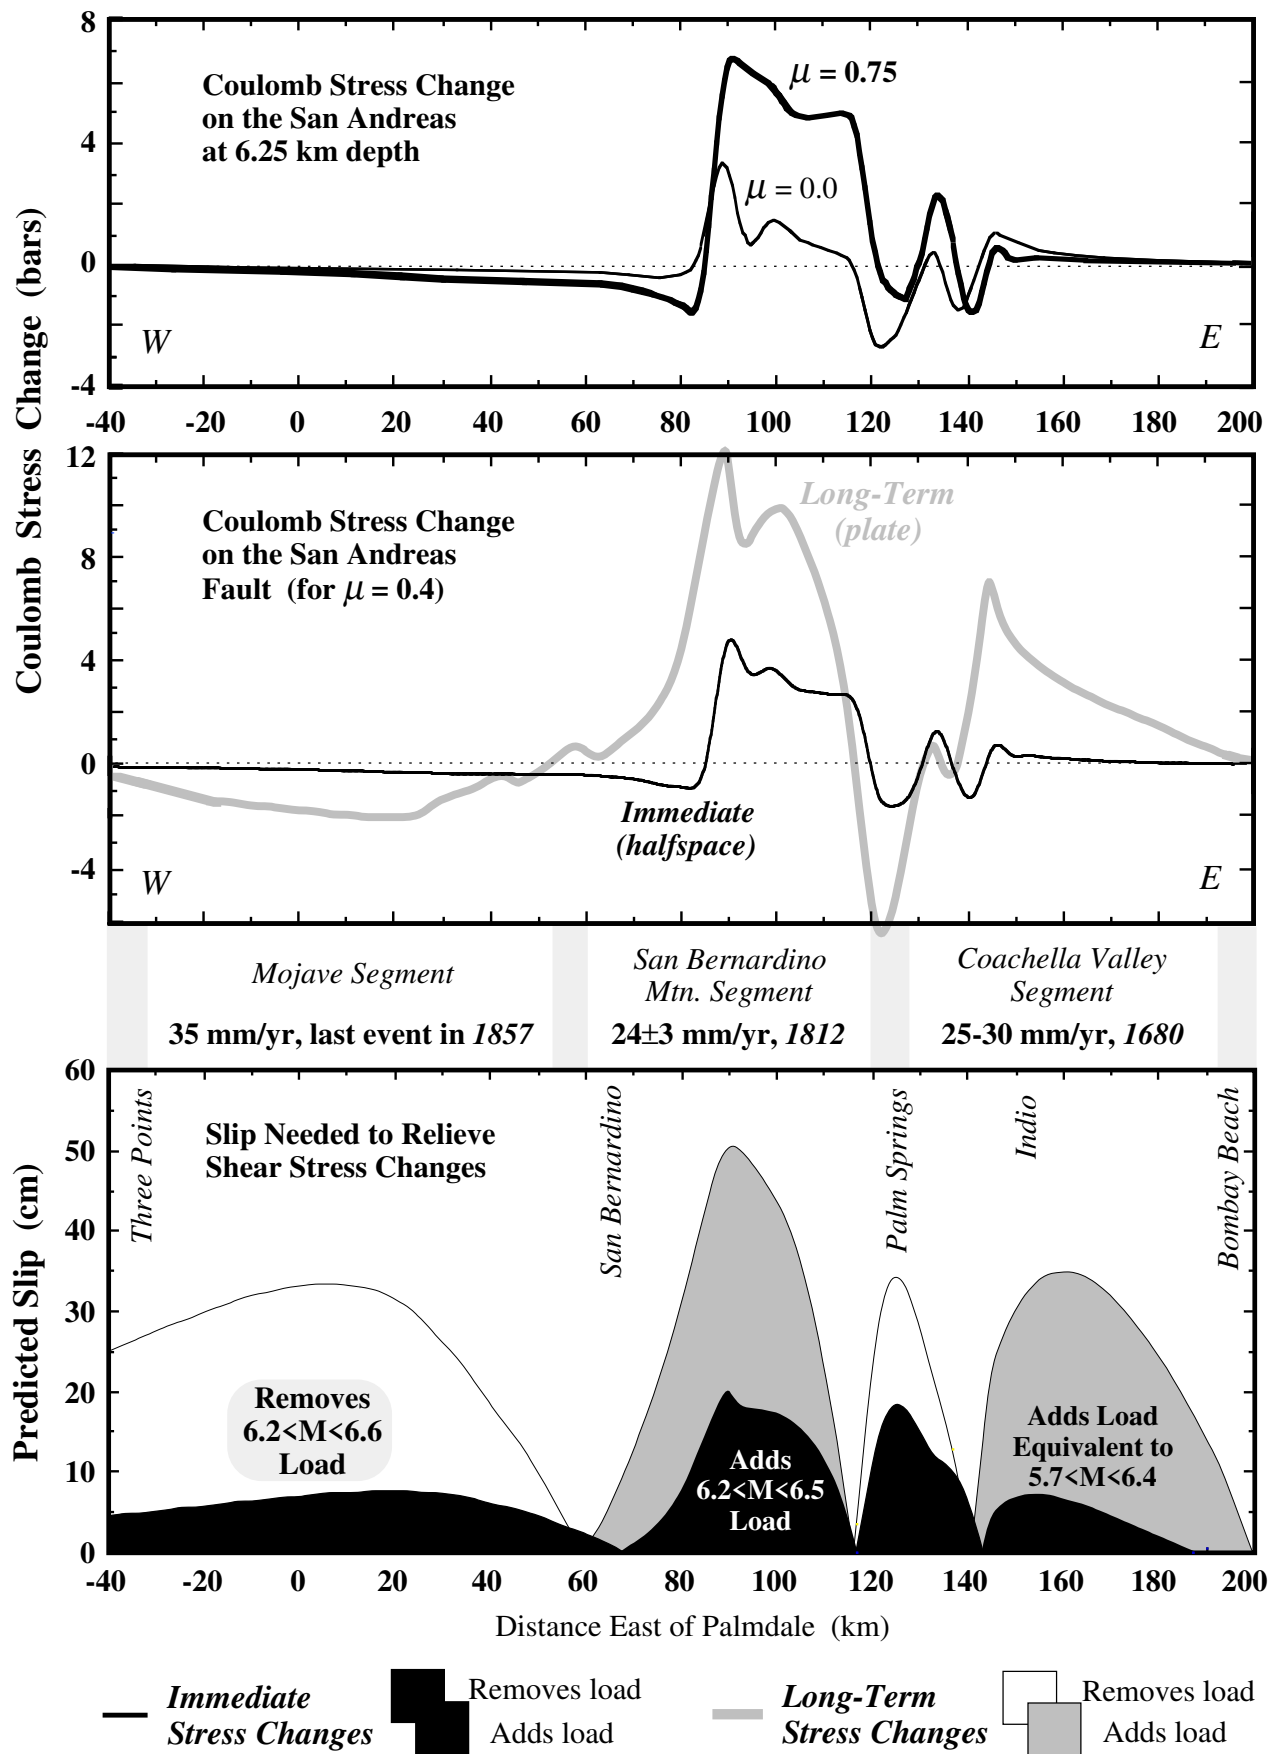 Coulomb Stress Change (bars)
8
4
0
-4
Coulomb Stress Change
on the San Andreas
at 6.25 km depth
μ = 0.75
μ = 0.0
W
E
-40 -20 0 20 40 60 80 100 120 140 160 180 200
12
8
4
0
-4
Coulomb Stress Change
on the San Andreas
Fault (for μ = 0.4)
Long-Term
(plate)
Immediate
(halfspace)
W
E
Mojave Segment
35 mm/yr, last event in 1857
San Bernardino
Mtn. Segment
24±3 mm/yr, 1812
Coachella Valley
Segment
25-30 mm/yr, 1680
Predicted Slip (cm)
60
50
40
30
20
10
0
Three Points
Slip Needed to Relieve
Shear Stress Changes
San Bernardino
Palm Springs
Indio
Bombay Beach
Removes
6.2<M<6.6
Load
Adds
6.2<M<6.5
Load
Adds Load
Equivalent to
5.7<M<6.4
-40 -20 0 20 40 60 80 100 120 140 160 180 200
Distance East of Palmdale (km)
Immediate
Stress Changes
Removes load
Adds load
Long-Term
Stress Changes
Removes load
Adds load